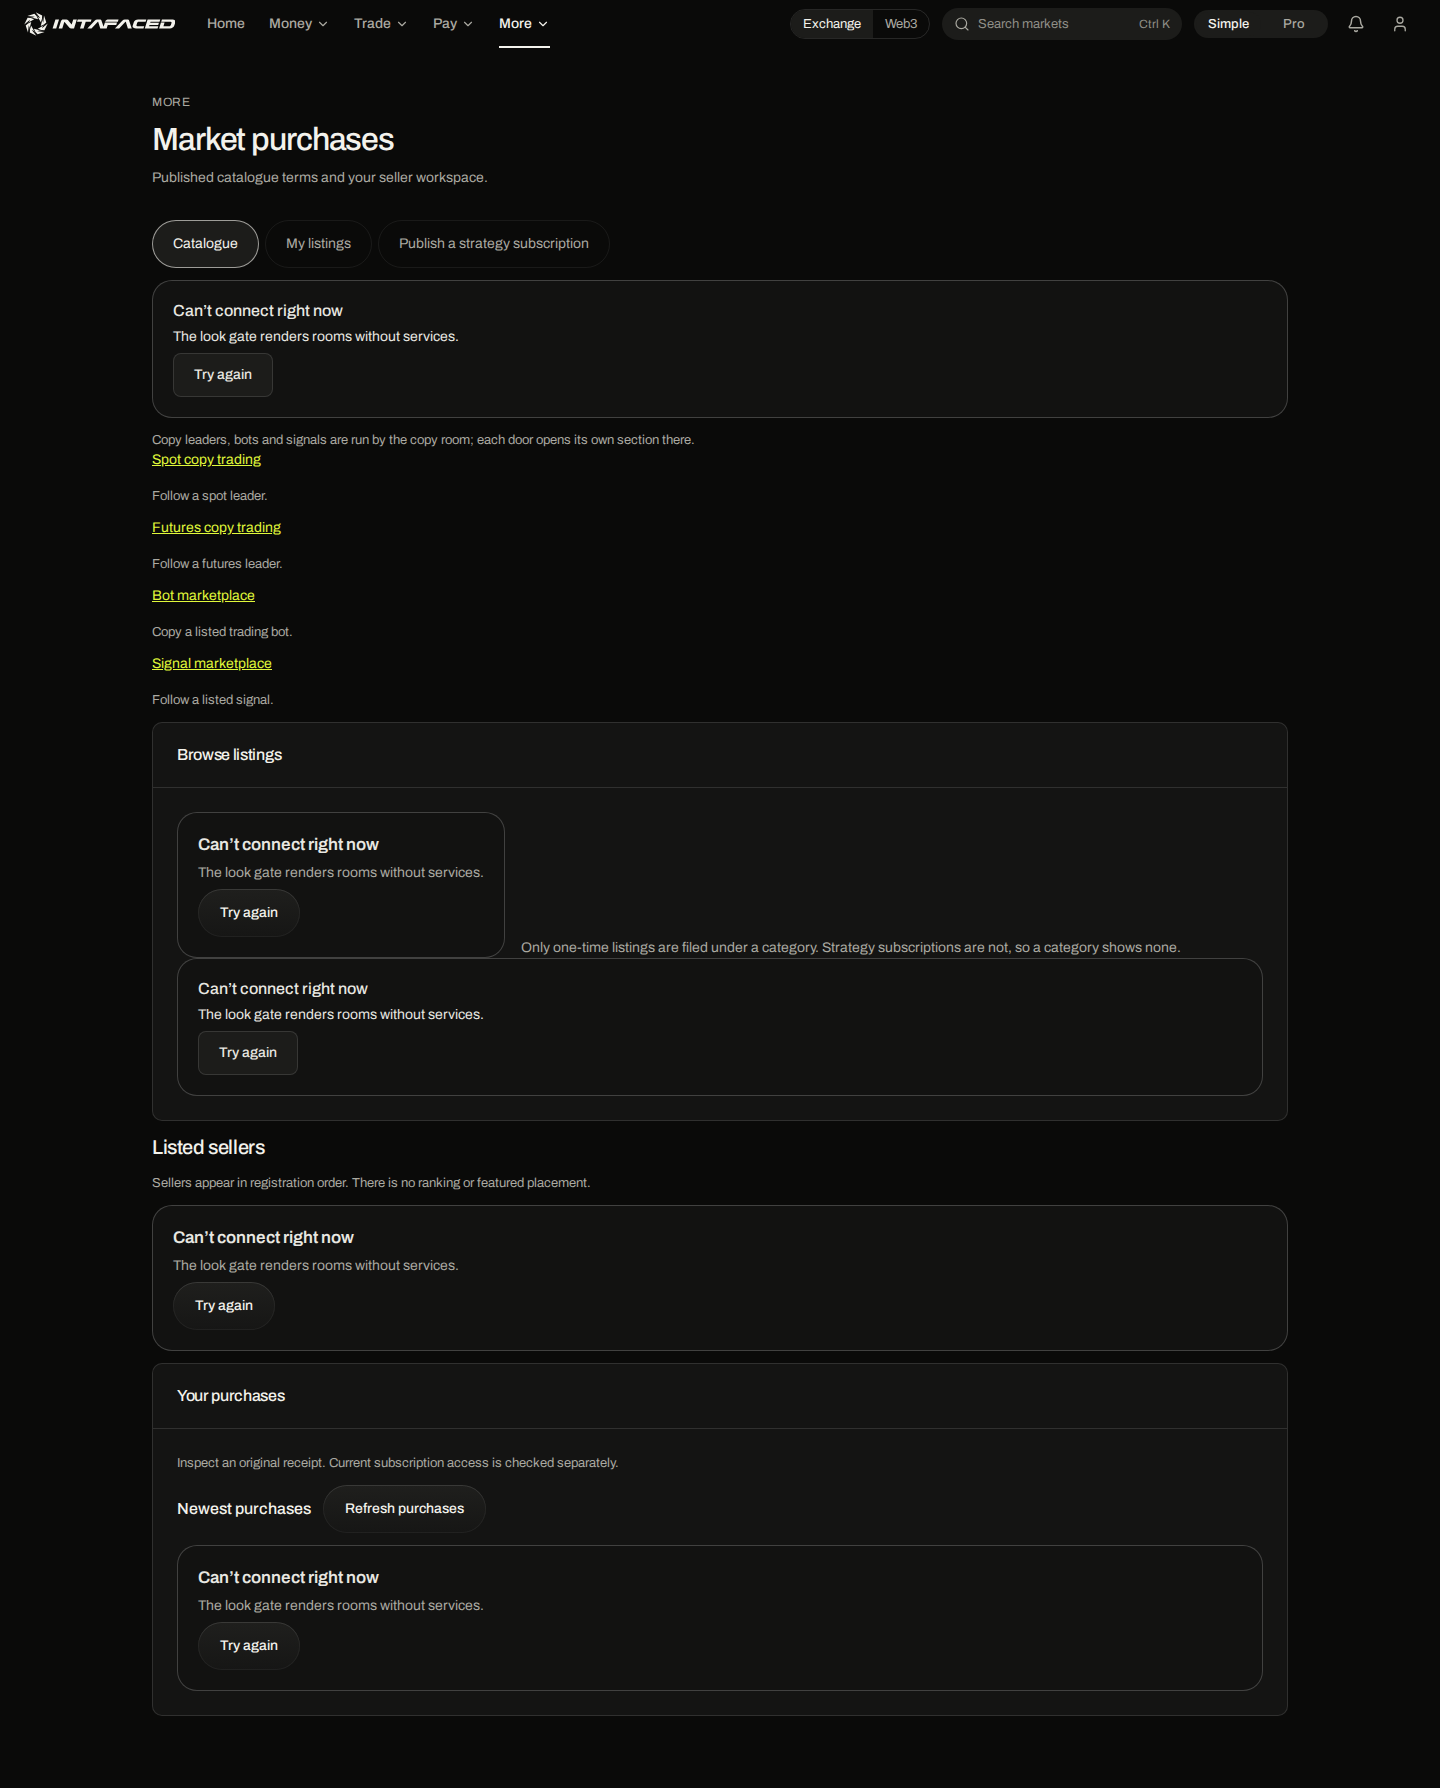 INTAFACED Home Money Trade Pay More Exchange Web3 Search markets Ctrl K Simple Pro
MORE
Market purchases
Published catalogue terms and your seller workspace.
Catalogue My listings Publish a strategy subscription
Can’t connect right now
The look gate renders rooms without services.
Try again
Copy leaders, bots and signals are run by the copy room; each door opens its own section there.
Spot copy trading
Follow a spot leader.
Futures copy trading
Follow a futures leader.
Bot marketplace
Copy a listed trading bot.
Signal marketplace
Follow a listed signal.
Browse listings
Can’t connect right now
The look gate renders rooms without services.
Try again
Only one-time listings are filed under a category. Strategy subscriptions are not, so a category shows none.
Can’t connect right now
The look gate renders rooms without services.
Try again
Listed sellers
Sellers appear in registration order. There is no ranking or featured placement.
Can’t connect right now
The look gate renders rooms without services.
Try again
Your purchases
Inspect an original receipt. Current subscription access is checked separately.
Newest purchases Refresh purchases
Can’t connect right now
The look gate renders rooms without services.
Try again